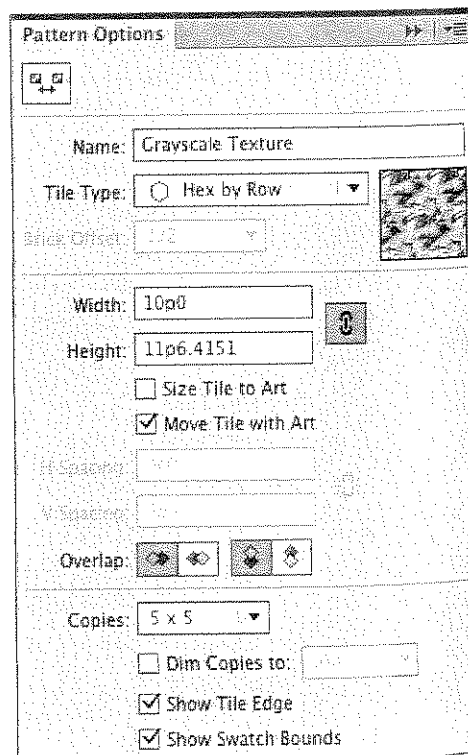 Pattern Options
Name: Grayscale Texture
Tile Type: Hex by Row
Brick Offset: 1/2
Width: 10p0
Height: 11p6.4151
Size Tile to Art
Move Tile with Art
H Spacing:
V Spacing:
Overlap:
Copies: 5 x 5
Dim Copies to:
Show Tile Edge
Show Swatch Bounds